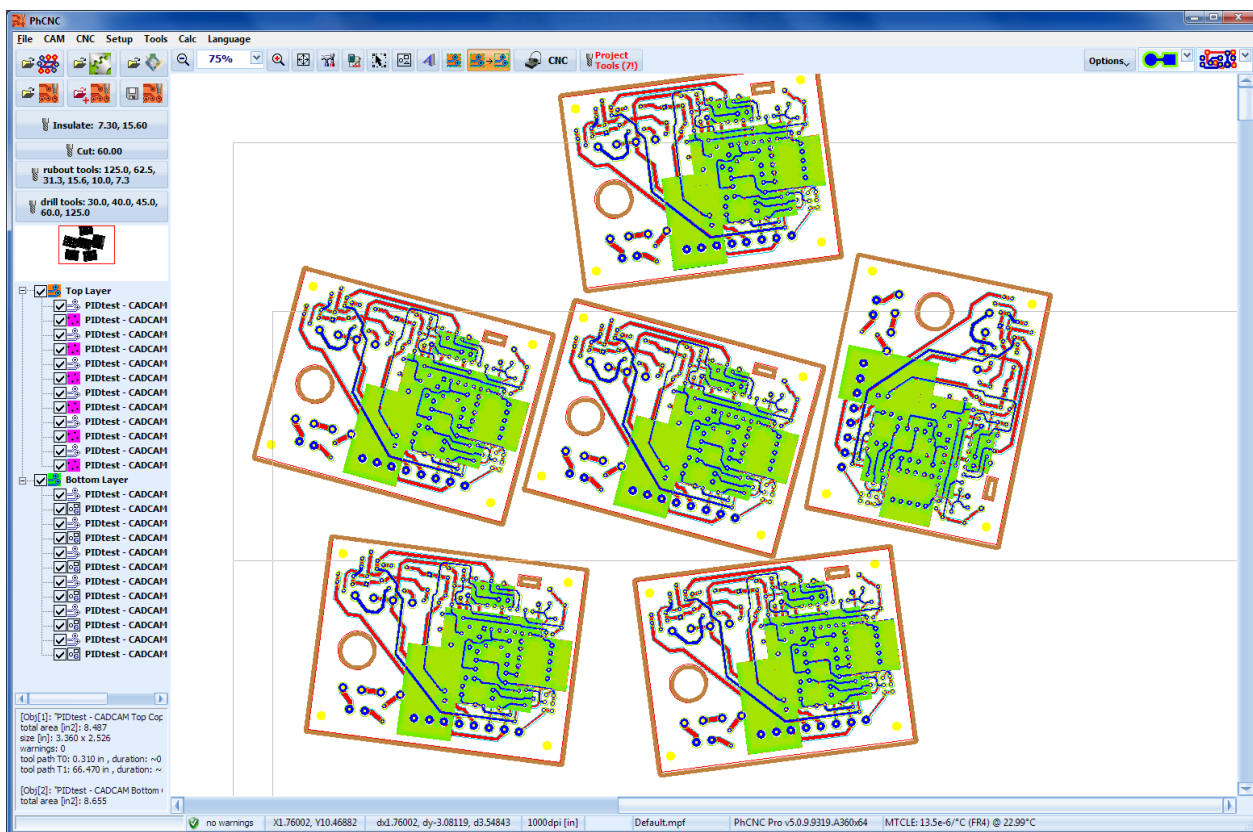 PhCNC
File CAM CNC Setup Tools Calc Language
75%
CNC
Project
Tools (7!)
Options
Insulate: 7.30, 15.60
Cut: 60.00
rubout tools: 125.0, 62.5,
31.3, 15.6, 10.0, 7.3
drill tools: 30.0, 40.0, 45.0,
60.0, 125.0
Top Layer
PIDtest - CADCAM
PIDtest - CADCAM
PIDtest - CADCAM
PIDtest - CADCAM
PIDtest - CADCAM
PIDtest - CADCAM
PIDtest - CADCAM
PIDtest - CADCAM
PIDtest - CADCAM
PIDtest - CADCAM
PIDtest - CADCAM
PIDtest - CADCAM
Bottom Layer
PIDtest - CADCAM
PIDtest - CADCAM
PIDtest - CADCAM
PIDtest - CADCAM
PIDtest - CADCAM
PIDtest - CADCAM
PIDtest - CADCAM
PIDtest - CADCAM
PIDtest - CADCAM
PIDtest - CADCAM
PIDtest - CADCAM
PIDtest - CADCAM
[Obj[1]: "PIDtest - CADCAM Top Cop
total area [in2]: 8.487
size [in]: 3.360 x 2.526
warnings: 0
tool path T0: 0.310 in , duration: ~0
tool path T1: 66.470 in , duration: ~
[Obj[2]: "PIDtest - CADCAM Bottom
total area [in2]: 8.655
no warnings X1.76002, Y10.46882 dx1.76002, dy-3.08119, d3.54843 1000dpi [in] Default.mpf PhCNC Pro v5.0.9.9319.A360x64 MTCLE: 13.5e-6/°C (FR4) @ 22.99°C